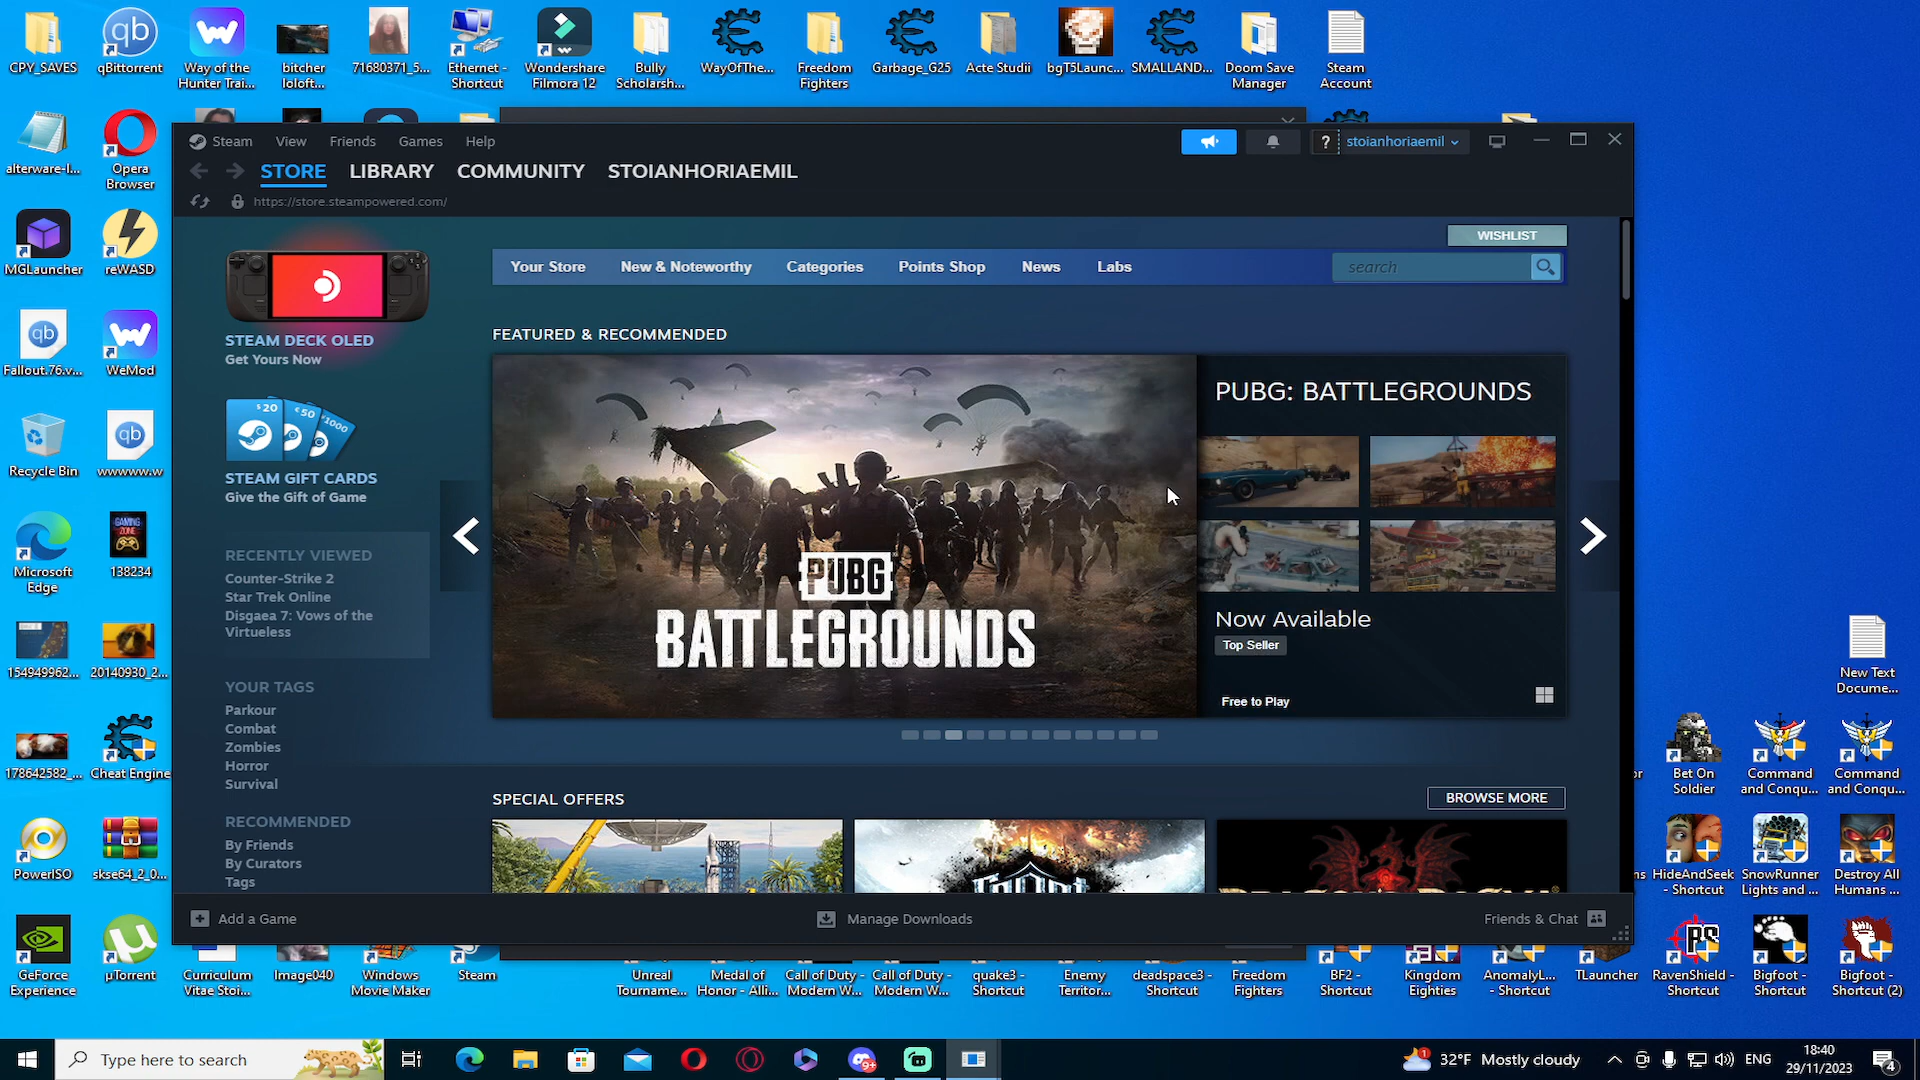 CPY_SAVES
qBittorrent
Way of the
Hunter Trai...
bitcher
loloft...
71680371_5...
Ethernet -
Shortcut
Wondershare
Filmora 12
Bully
Scholarsh...
WayOfThe...
Freedom
Fighters
Garbage_G25
Acte Studii
bgT5Launc...
SMALLAND...
Doom Save
Manager
Steam
Account
alterware-l...
Opera
Browser
MGLauncher
reWASD
Fallout.76.v...
WeMod
Recycle Bin
wwwwww.w
Microsoft
Edge
138234
154949962...
20140930_2...
178642582_...
Cheat Engine
PowerISO
skse64_2_0...
GeForce
Experience
µTorrent
Steam
View
Friends
Games
Help
?
stoianhoriaemil
STORE
LIBRARY
COMMUNITY
STOIANHORIAEMIL
https://store.steampowered.com/
WISHLIST
Your Store
New & Noteworthy
Categories
Points Shop
News
Labs
search
STEAM DECK OLED
Get Yours Now
$20
€50
$1000
STEAM GIFT CARDS
Give the Gift of Game
RECENTLY VIEWED
Counter-Strike 2
Star Trek Online
Disgaea 7: Vows of the
Virtueless
YOUR TAGS
Parkour
Combat
Zombies
Horror
Survival
RECOMMENDED
By Friends
By Curators
Tags
FEATURED & RECOMMENDED
PUBG
BATTLEGROUNDS
PUBG: BATTLEGROUNDS
Now Available
Top Seller
Free to Play
SPECIAL OFFERS
BROWSE MORE
Add a Game
Manage Downloads
Friends & Chat
New Text
Docume...
Bet On
Soldier
Command
and Conqu...
Command
and Conqu...
HideAndSeek
- Shortcut
SnowRunner
Lights and ...
Destroy All
Humans ...
Curriculum
Vitae Stoi...
Image040
Windows
Movie Maker
Steam
Unreal
Tourname...
Medal of
Honor - Alli...
Call of Duty -
Modern W...
Call of Duty -
Modern W...
quake3 -
Shortcut
Enemy
Territor...
deadspace3 -
Shortcut
Freedom
Fighters
BF2 -
Shortcut
Kingdom
Eighties
AnomalyL...
- Shortcut
TLauncher
RavenShield -
Shortcut
Bigfoot -
Shortcut
Bigfoot -
Shortcut (2)
Type here to search
32°F Mostly cloudy
ENG
18:40
29/11/2023
4